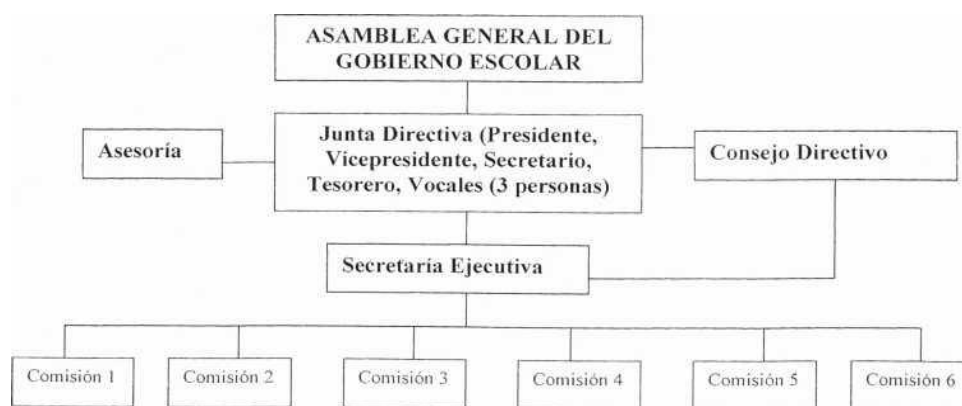 ASAMBLEA GENERAL DEL
GOBIERNO ESCOLAR
Asesoría
Junta Directiva (Presidente,
Vicepresidente, Secretario,
Tesorero, Vocales (3 personas)
Consejo Directivo
Secretaría Ejecutiva
Comisión 1
Comisión 2
Comisión 3
Comisión 4
Comisión 5
Comisión 6